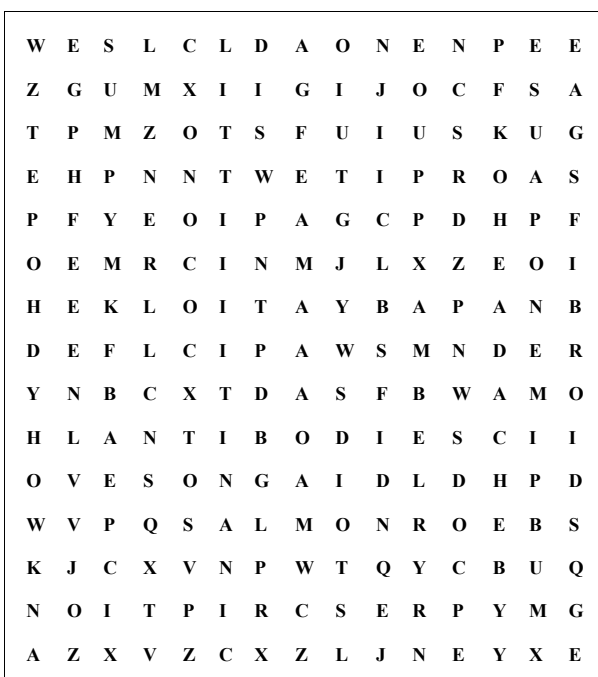 W E S L C L D A O N E N P E E
Z G U M X I I G I J O C F S A
T P M Z O T S F U I U S K U G
E H P N N T W E T I P R O A S
P F Y E O I P A G C P D H P F
O E M R C I N M J L X Z E O I
H E K L O I T A Y B A P A N B
D E F L C I P A W S M N D E R
Y N B C X T D A S F B W A M O
H L A N T I B O D I E S C I I
O V E S O N G A I D L D H P D
W V P Q S A L M O N R O E B S
K J C X V N P W T Q Y C B U Q
N O I T P I R C S E R P Y M G
A Z X V Z C X Z L J N E Y X E